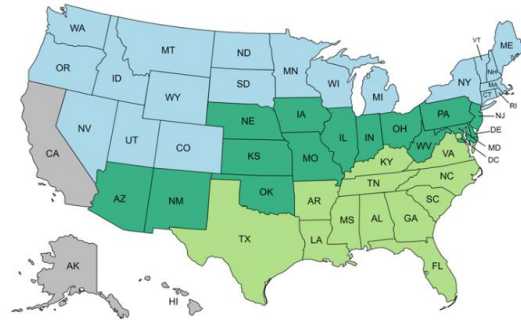 WA
MT
ND
MN
VT
ME
OR
ID
SD
WI
MI
NY
NH
MA
CT
RI
WY
NV
UT
CO
NE
IA
IL
IN
OH
PA
NJ
DE
MD
DC
CA
KS
MO
WV
VA
KY
AZ
NM
OK
AR
TN
NC
SC
TX
LA
MS
AL
GA
FL
AK
HI